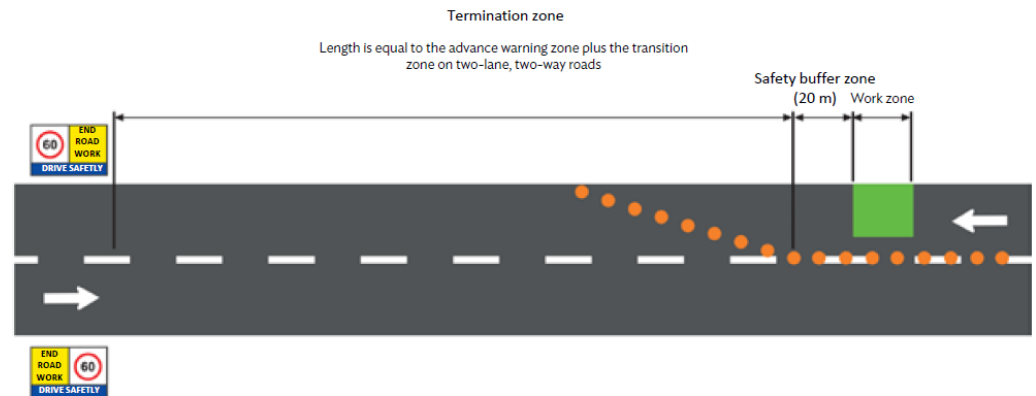 Termination zone
Length is equal to the advance warning zone plus the transition
zone on two-lane, two-way roads
Safety buffer zone
(20 m) Work zone
60
END
ROAD
WORK
DRIVE SAFETLY
END
ROAD
WORK
60
DRIVE SAFETLY